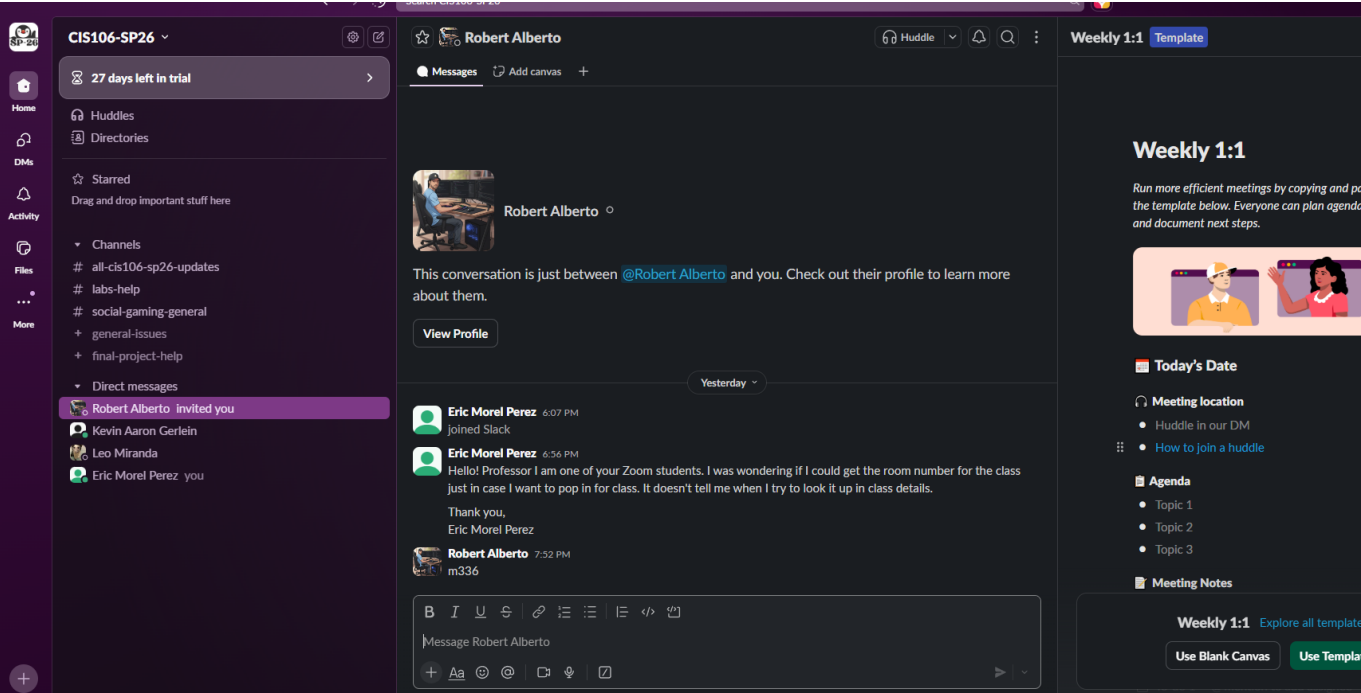 SP-26
Home
DMs
Activity
Files
More
CIS106-SP26
27 days left in trial
Huddles
Directories
Starred
Drag and drop important stuff here
Channels
# all-cis106-sp26-updates
# labs-help
# social-gaming-general
+ general-issues
+ final-project-help
Direct messages
Robert Alberto invited you
Kevin Aaron Gerlein
Leo Miranda
Eric Morel Perez you
Search CIS106-SP26
Robert Alberto
Huddle
Messages
Add canvas
Robert Alberto
This conversation is just between @Robert Alberto and you. Check out their profile to learn more
about them.
View Profile
Yesterday
Eric Morel Perez 6:07 PM
joined Slack
Eric Morel Perez 6:56 PM
Hello! Professor I am one of your Zoom students. I was wondering if I could get the room number for the class
just in case I want to pop in for class. It doesn't tell me when I try to look it up in class details.
Thank you,
Eric Morel Perez
Robert Alberto 7:52 PM
m336
B I U S
Message Robert Alberto
Aa
Weekly 1:1 Template
Weekly 1:1
Run more efficient meetings by copying and pa
the template below. Everyone can plan agenda
and document next steps.
Today's Date
Meeting location
Huddle in our DM
How to join a huddle
Agenda
Topic 1
Topic 2
Topic 3
Meeting Notes
Weekly 1:1 Explore all template
Use Blank Canvas
Use Templa